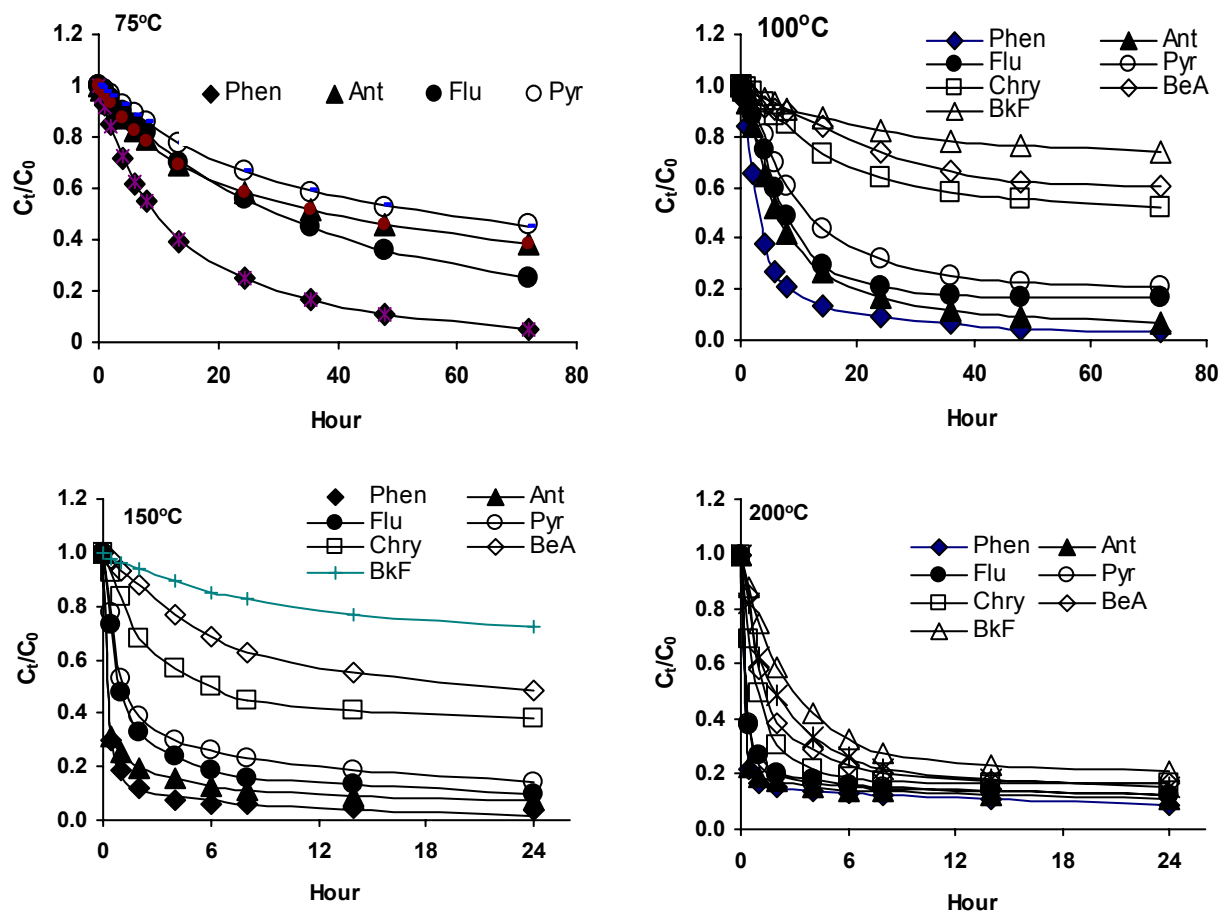 75°C
Phen Ant Flu Pyr
Ct/C0
1.2
1
0.8
0.6
0.4
0.2
0
0 20 40 60 80
Hour
100°C
Phen Ant
Flu Pyr
Chry BeA
BkF
Ct/C0
1.2
1.0
0.8
0.6
0.4
0.2
0.0
0 20 40 60 80
Hour
150°C
Phen Ant
Flu Pyr
Chry BeA
BkF
Ct/C0
1.2
1.0
0.8
0.6
0.4
0.2
0.0
0 6 12 18 24
Hour
200°C
Phen Ant
Flu Pyr
Chry BeA
BkF
Ct/C0
1.2
1.0
0.8
0.6
0.4
0.2
0.0
0 6 12 18 24
Hour